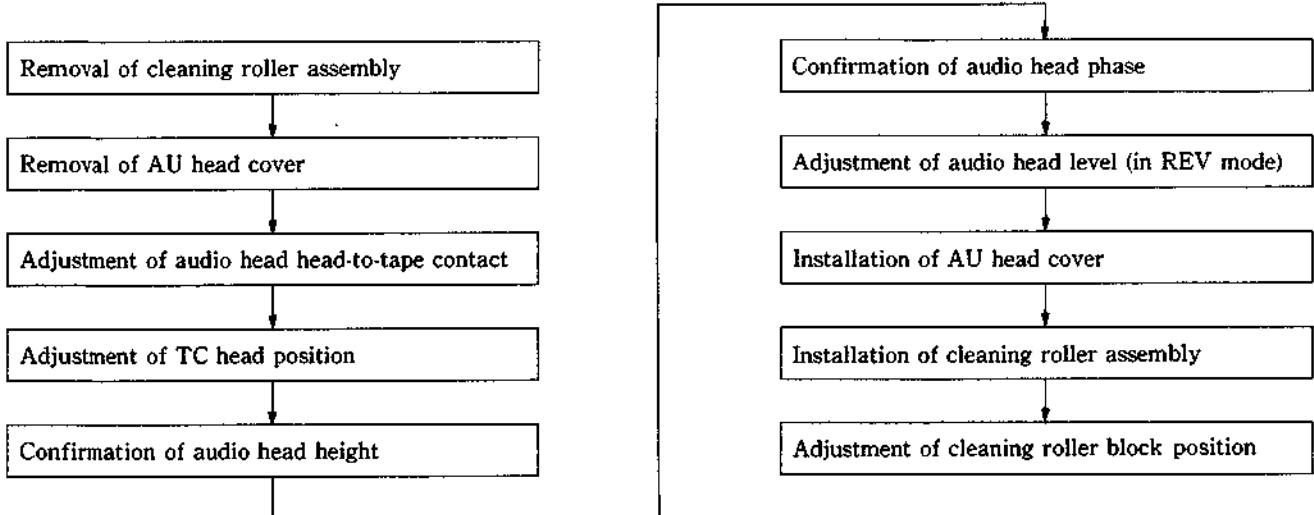 Removal of cleaning roller assembly
Removal of AU head cover
Adjustment of audio head head-to-tape contact
Adjustment of TC head position
Confirmation of audio head height
Confirmation of audio head phase
Adjustment of audio head level (in REV mode)
Installation of AU head cover
Installation of cleaning roller assembly
Adjustment of cleaning roller block position